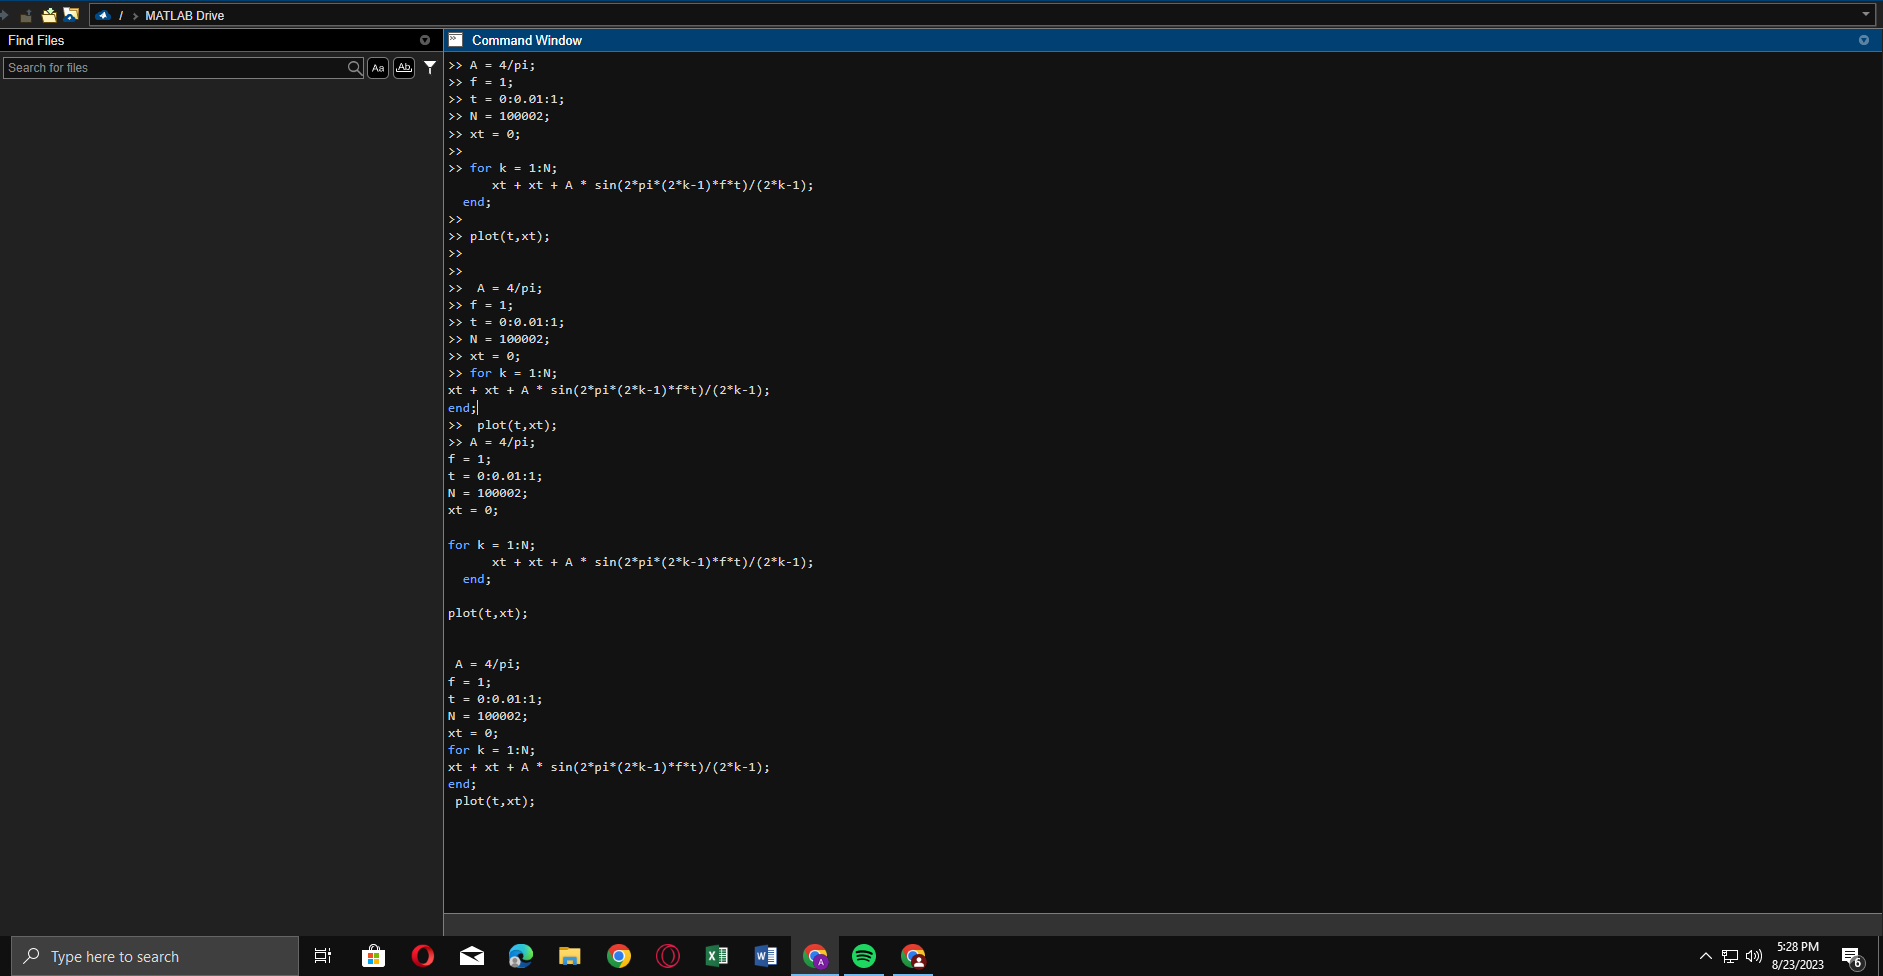 / > MATLAB Drive
Find Files
Search for files
Aa
Ab
Command Window
>> A = 4/pi;
>> f = 1;
>> t = 0:0.01:1;
>> N = 100002;
>> xt = 0;
>>
>> for k = 1:N;
xt + xt + A * sin(2*pi*(2*k-1)*f*t)/(2*k-1);
end;
>>
>> plot(t,xt);
>>
>>
>>  A = 4/pi;
>> f = 1;
>> t = 0:0.01:1;
>> N = 100002;
>> xt = 0;
>> for k = 1:N;
xt + xt + A * sin(2*pi*(2*k-1)*f*t)/(2*k-1);
end;
>>  plot(t,xt);
>> A = 4/pi;
f = 1;
t = 0:0.01:1;
N = 100002;
xt = 0;
for k = 1:N;
xt + xt + A * sin(2*pi*(2*k-1)*f*t)/(2*k-1);
end;
plot(t,xt);
A = 4/pi;
f = 1;
t = 0:0.01:1;
N = 100002;
xt = 0;
for k = 1:N;
xt + xt + A * sin(2*pi*(2*k-1)*f*t)/(2*k-1);
end;
plot(t,xt);
Type here to search
A
5:28 PM
8/23/2023
6